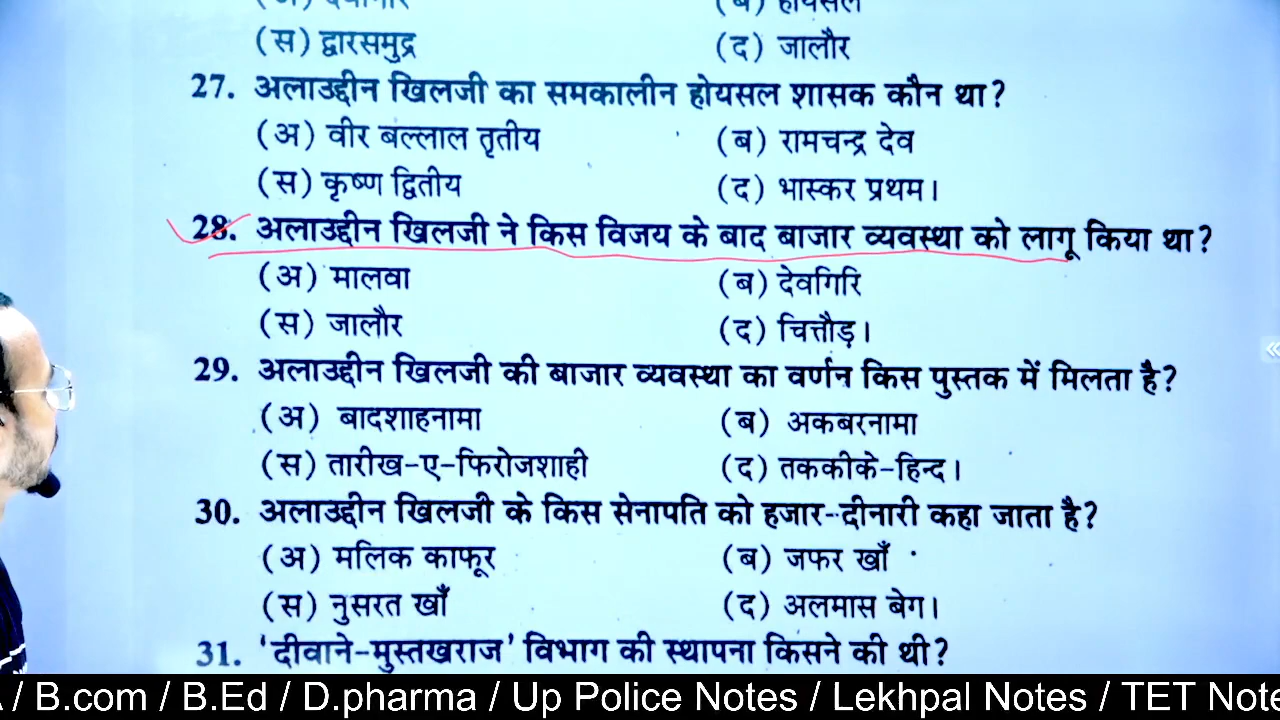 (स) द्वारसमुद्र (द) जालौर
27. अलाउद्दीन खिलजी का समकालीन होयसल शासक कौन था?
(अ) वीर बल्लाल तृतीय (ब) रामचन्द्र देव
(स) कृष्ण द्वितीय (द) भास्कर प्रथम।
28. अलाउद्दीन खिलजी ने किस विजय के बाद बाजार व्यवस्था को लागू किया था?
(अ) मालवा (ब) देवगिरि
(स) जालौर (द) चित्तौड़।
29. अलाउद्दीन खिलजी की बाजार व्यवस्था का वर्णन किस पुस्तक में मिलता है?
(अ) बादशाहनामा (ब) अकबरनामा
(स) तारीख-ए-फिरोजशाही (द) तककीके-हिन्द।
30. अलाउद्दीन खिलजी के किस सेनापति को हजार-दीनारी कहा जाता है?
(अ) मलिक काफूर (ब) जफर खाँ
(स) नुसरत खाँ (द) अलमास बेग।
31. 'दीवाने-मुस्तखराज' विभाग की स्थापना किसने की थी?
/ B.com / B.Ed / D.pharma / Up Police Notes / Lekhpal Notes / TET Note